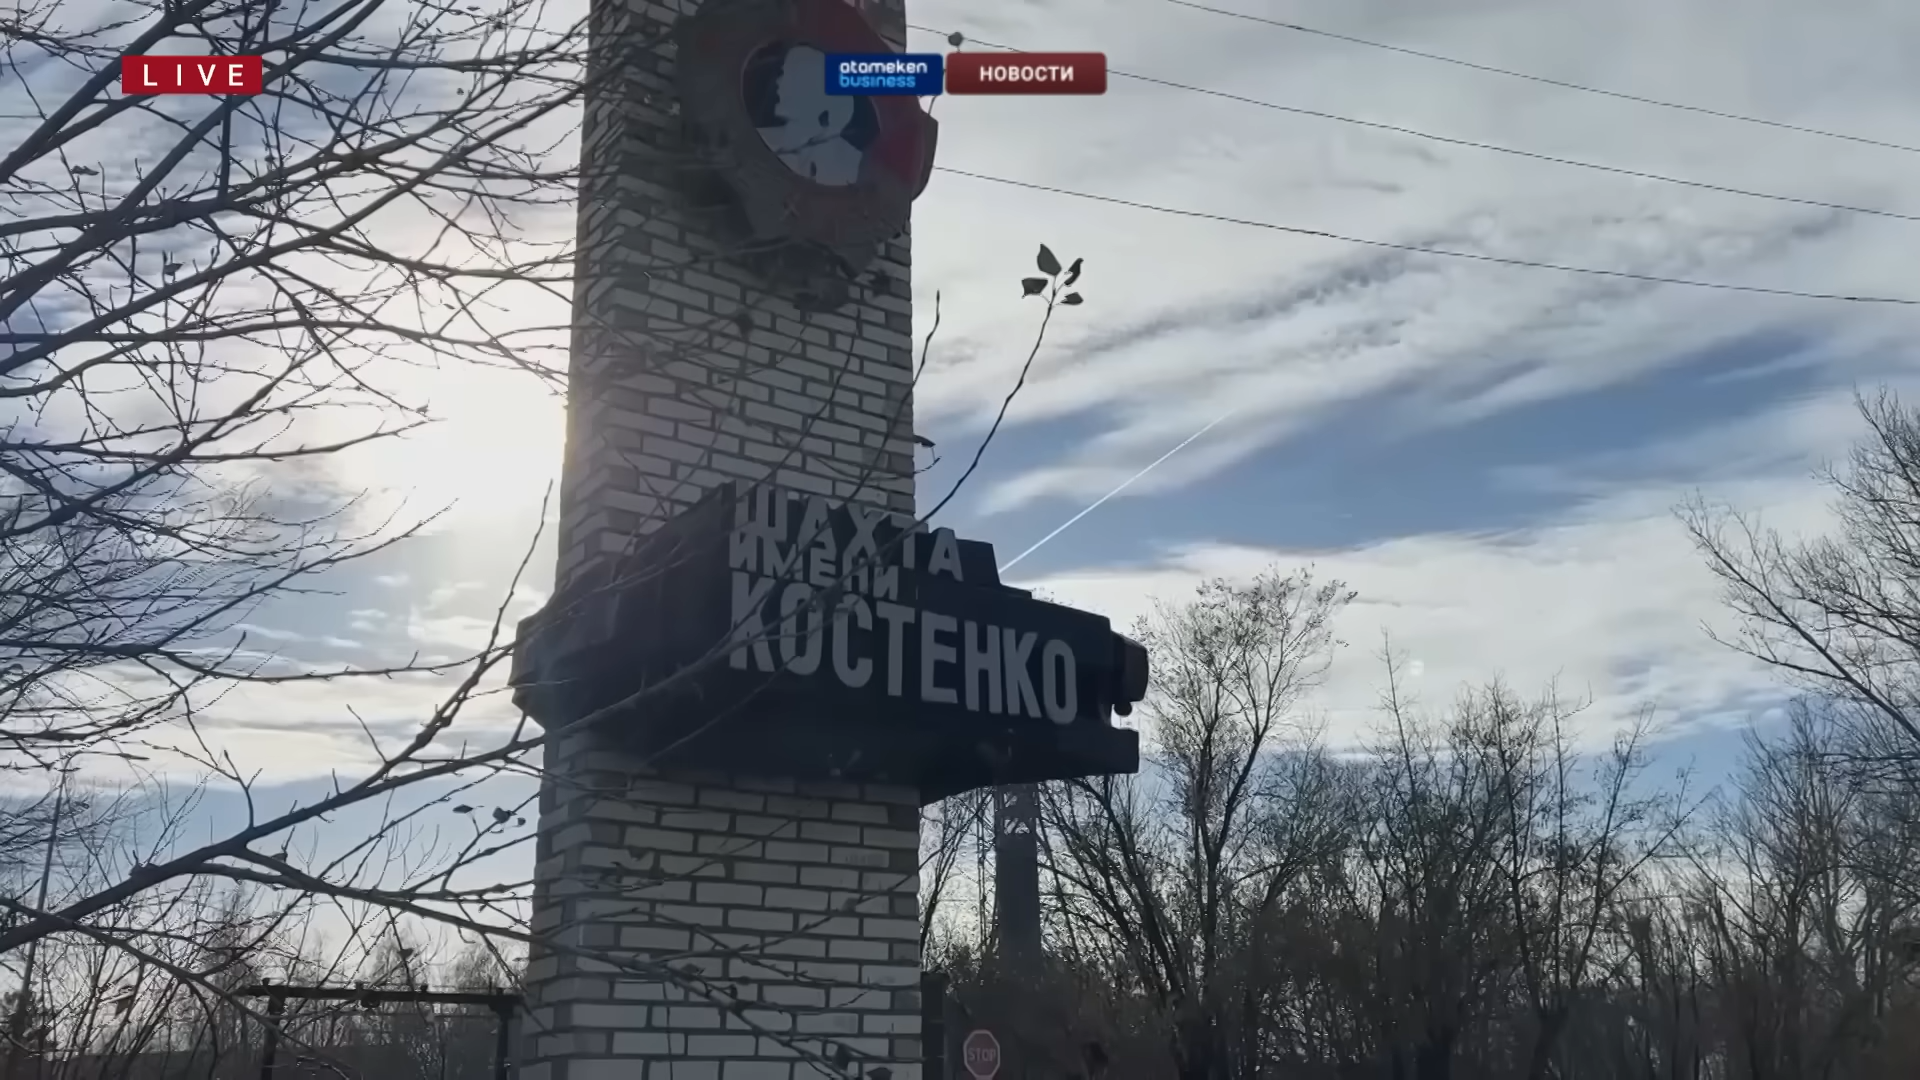 LIVE
atameken
business
НОВОСТИ
ШАХТА
ИМЕНИ
КОСТЕНКО
STOP